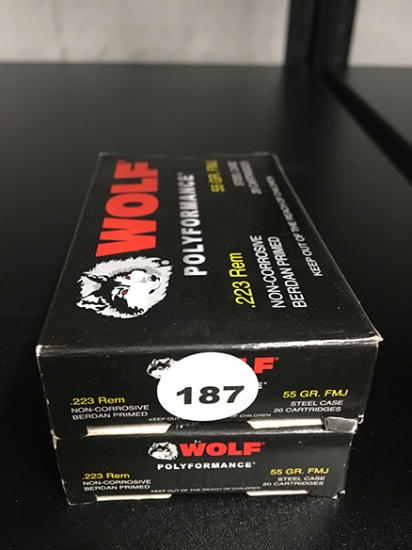 WOLF
POLYFORMANCE
55 GR. FMJ
STEEL CASE
20 CARTRIDGES
.223 Rem
NON-CORROSIVE
BERDAN PRIMED
KEEP OUT OF THE REACH OF CHILDREN
.223 Rem
NON-CORROSIVE
BERDAN PRIMED
WOLF
187
55 GR. FMJ
STEEL CASE
20 CARTRIDGES
OF CHILDREN
.223 Rem
NON-CORROSIVE
BERDAN PRIMED
WOLF
POLYFORMANCE
KEEP OUT OF THE REACH OF CHILDREN
55 GR. FMJ
STEEL CASE
20 CARTRIDGES